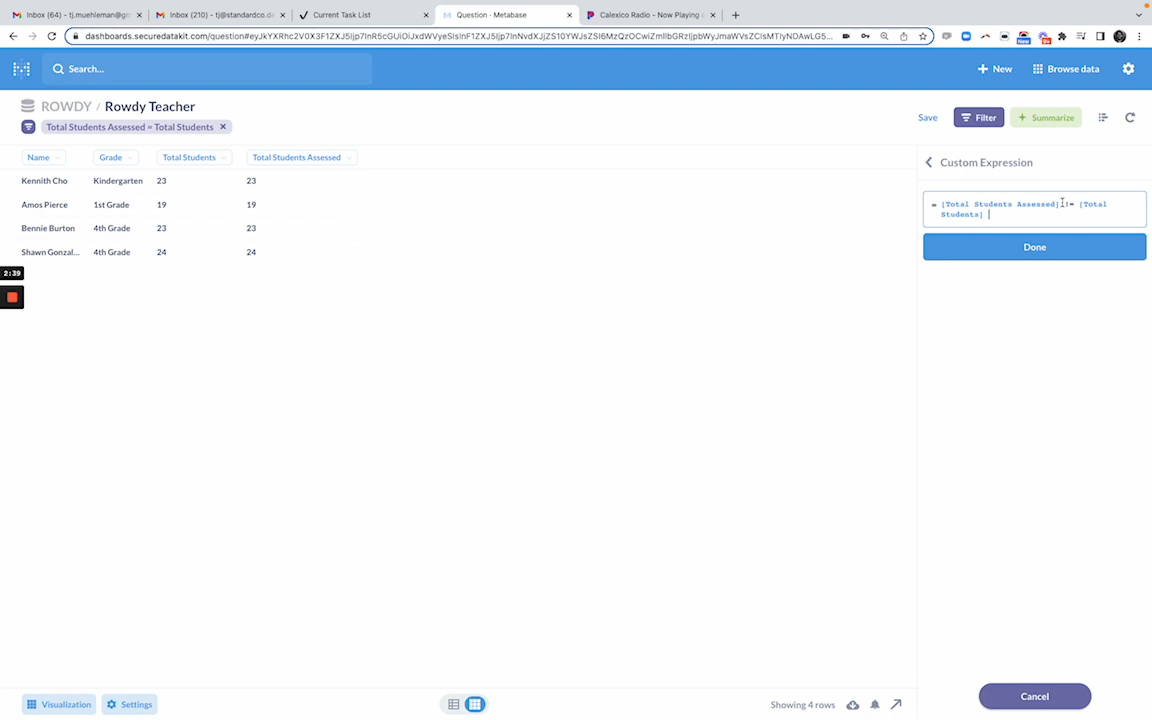 Inbox (64) – tj.muehleman@gm
Inbox (210) – tj@standardco.de
Current Task List
Question · Metabase
Calexico Radio – Now Playing o
dashboards.securedatakit.com/question#
Search...
New
Browse data
ROWDY / Rowdy Teacher
Total Students Assessed = Total Students
Save
Filter
Summarize
Name
Grade
Total Students
Total Students Assessed
Kennith Cho Kindergarten 23 23
Amos Pierce 1st Grade 19 19
Bennie Burton 4th Grade 23 23
Shawn Gonzal... 4th Grade 24 24
Custom Expression
= [Total Students Assessed] != [Total
Students]
Done
2:39
Visualization
Settings
Showing 4 rows
Cancel